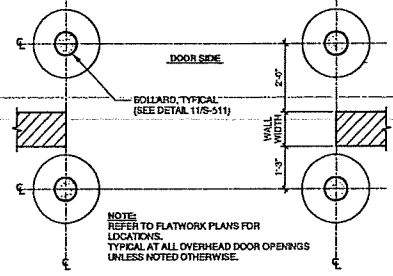 ℄
DOOR SIDE
2'-0"
BOLLARD, TYPICAL
(SEE DETAIL 11/S-511)
WALL
WIDTH
1'-3"
℄
NOTE:
REFER TO FLATWORK PLANS FOR
LOCATIONS.
TYPICAL AT ALL OVERHEAD DOOR OPENINGS
UNLESS NOTED OTHERWISE.
℄
℄